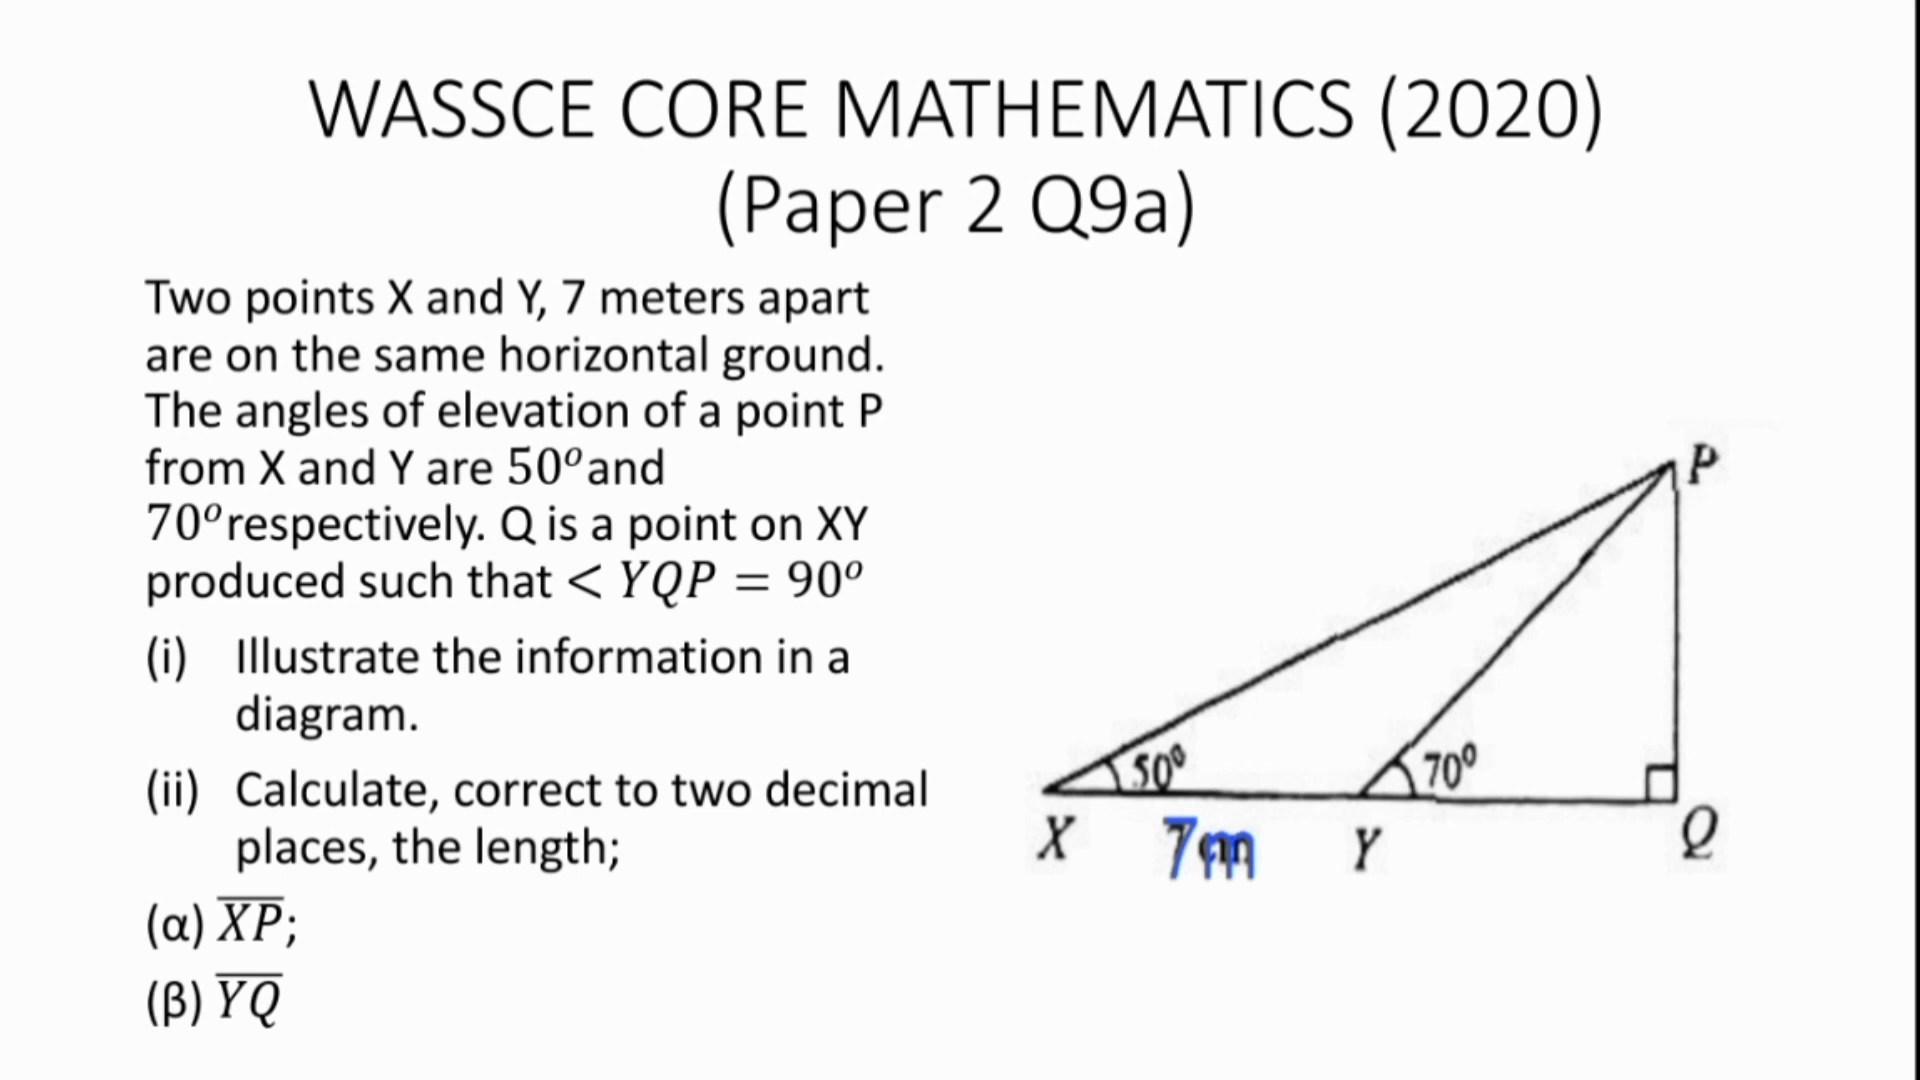 WASSCE CORE MATHEMATICS (2020)
(Paper 2 Q9a)
Two points X and Y, 7 meters apart
are on the same horizontal ground.
The angles of elevation of a point P
from X and Y are 50° and
70° respectively. Q is a point on XY
produced such that < YQP = 90°
(i) Illustrate the information in a
diagram.
(ii) Calculate, correct to two decimal
places, the length;
(α) X̅P̅;
(β) Y̅Q̅
P
50°
70°
X
7m
Y
Q